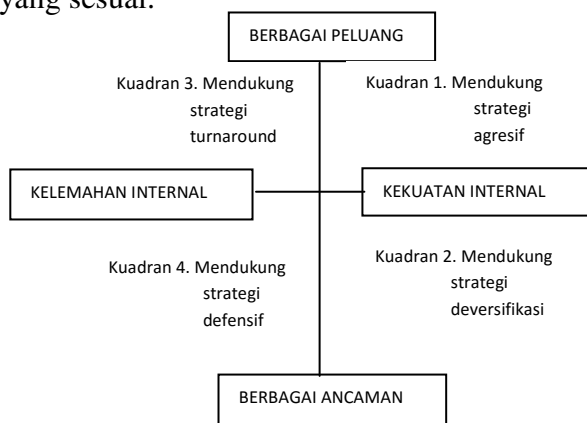 yang sesuai.
BERBAGAI PELUANG
Kuadran 3. Mendukung
strategi
turnaround
Kuadran 1. Mendukung
strategi
agresif
KELEMAHAN INTERNAL
KEKUATAN INTERNAL
Kuadran 4. Mendukung
strategi
defensif
Kuadran 2. Mendukung
strategi
deversifikasi
BERBAGAI ANCAMAN